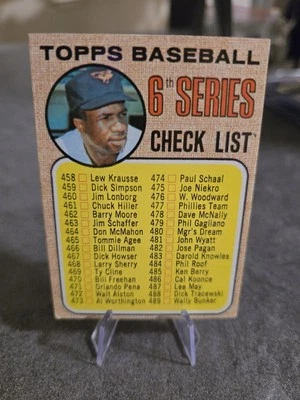 TOPPS BASEBALL
6th SERIES
CHECK LIST
458 Lew Krausse
459 Dick Simpson
460 Jim Lonborg
461 Chuck Hiller
462 Barry Moore
463 Jim Schaffer
464 Don McMahon
465 Tommie Agee
466 Bill Dillman
467 Dick Howser
468 Larry Sherry
469 Ty Cline
470 Bill Freehan
471 Orlando Pena
472 Walt Alston
473 Al Worthington
474 Paul Schaal
475 Joe Niekro
476 W. Woodward
477 Phillies Team
478 Dave McNally
479 Phil Gagliano
480 Mgr's Dream
481 John Wyatt
482 Jose Pagan
483 Darold Knowles
484 Phil Roof
485 Ken Berry
486 Cal Koonce
487 Lee May
488 Dick Tracewski
489 Wally Bunker